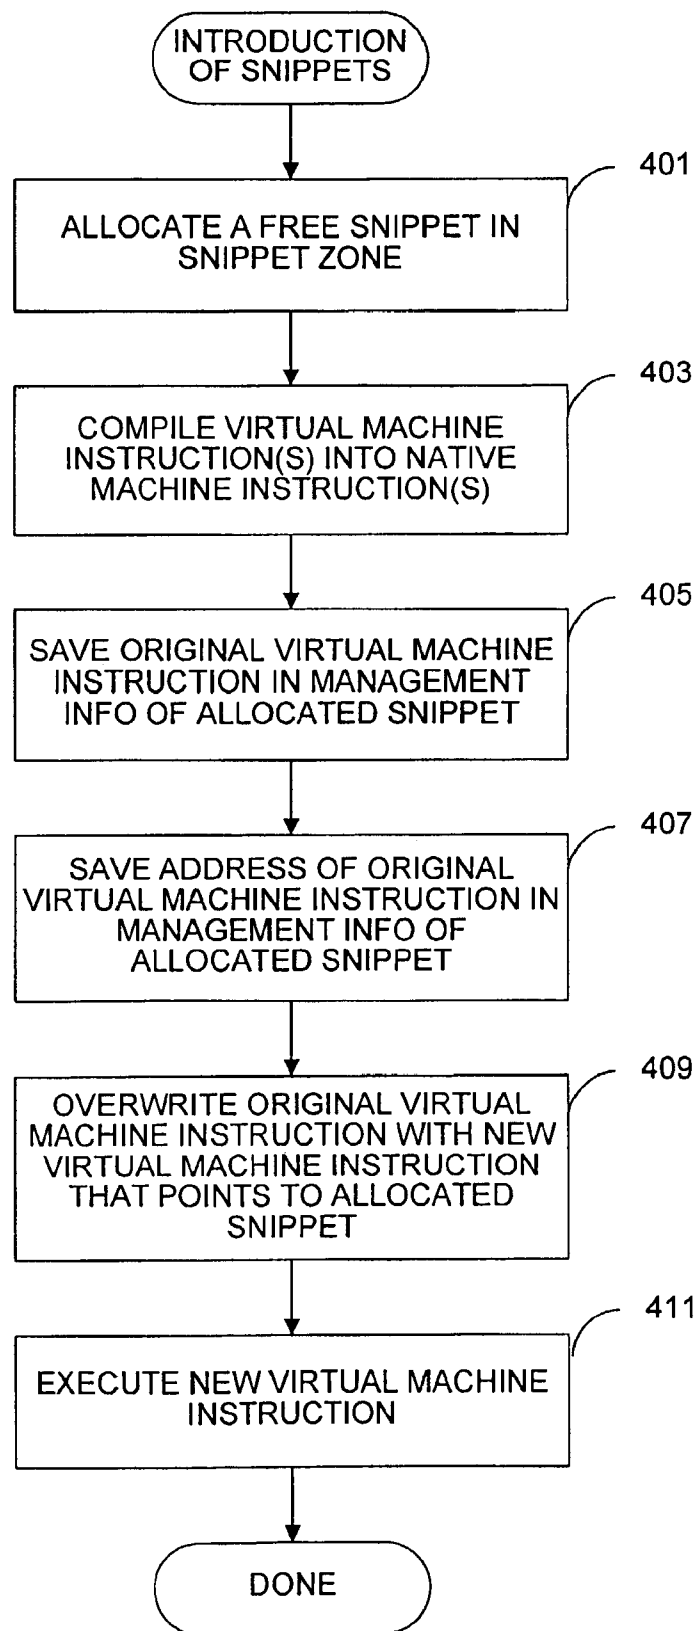 INTRODUCTION
OF SNIPPETS
401
ALLOCATE A FREE SNIPPET IN
SNIPPET ZONE
403
COMPILE VIRTUAL MACHINE
INSTRUCTION(S) INTO NATIVE
MACHINE INSTRUCTION(S)
405
SAVE ORIGINAL VIRTUAL MACHINE
INSTRUCTION IN MANAGEMENT
INFO OF ALLOCATED SNIPPET
407
SAVE ADDRESS OF ORIGINAL
VIRTUAL MACHINE INSTRUCTION IN
MANAGEMENT INFO OF
ALLOCATED SNIPPET
409
OVERWRITE ORIGINAL VIRTUAL
MACHINE INSTRUCTION WITH NEW
VIRTUAL MACHINE INSTRUCTION
THAT POINTS TO ALLOCATED
SNIPPET
411
EXECUTE NEW VIRTUAL MACHINE
INSTRUCTION
DONE